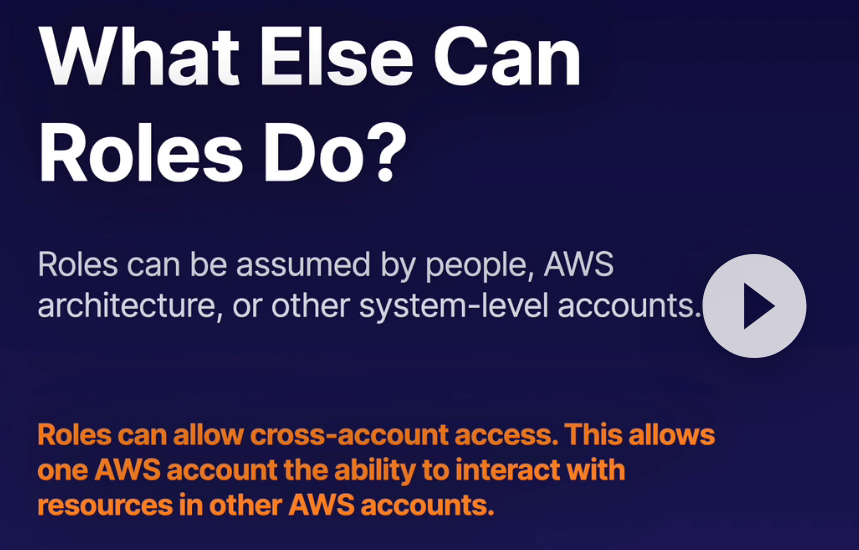 What Else Can
Roles Do?
Roles can be assumed by people, AWS
architecture, or other system-level accounts.
Roles can allow cross-account access. This allows
one AWS account the ability to interact with
resources in other AWS accounts.